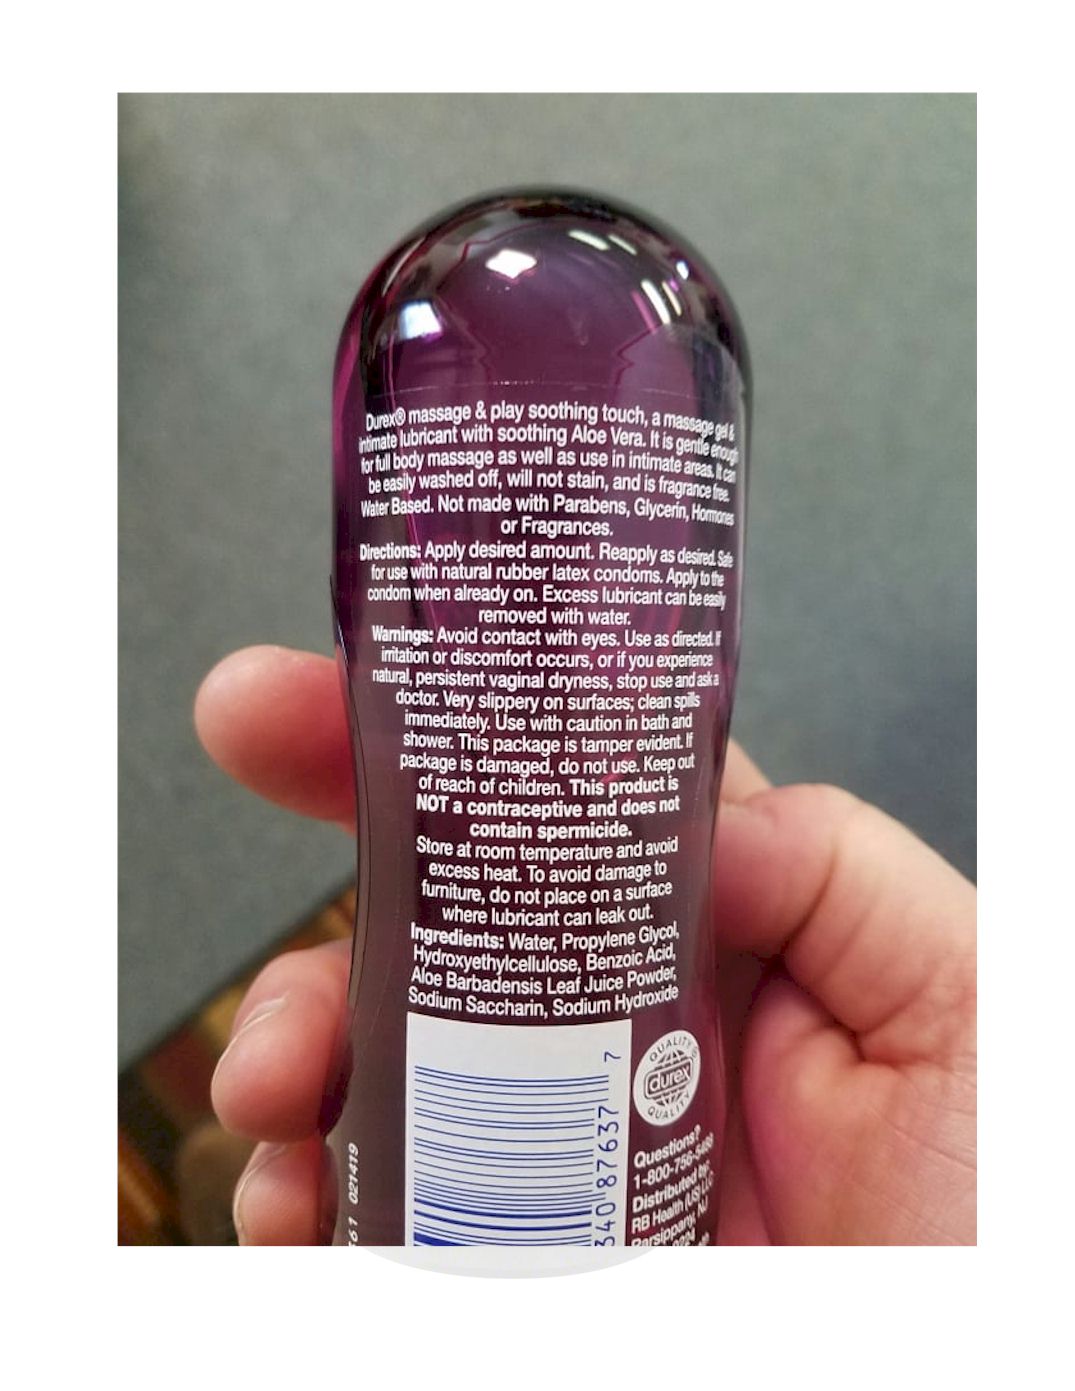 Durex® massage & play soothing touch, a massage gel &
intimate lubricant with soothing Aloe Vera. It is gentle enough
for full body massage as well as use in intimate areas. It can
be easily washed off, will not stain, and is fragrance free.
Water Based. Not made with Parabens, Glycerin, Hormones
or Fragrances.
Directions: Apply desired amount. Reapply as desired. Safe
for use with natural rubber latex condoms. Apply to the
condom when already on. Excess lubricant can be easily
removed with water.
Warnings: Avoid contact with eyes. Use as directed. If
irritation or discomfort occurs, or if you experience
natural, persistent vaginal dryness, stop use and ask a
doctor. Very slippery on surfaces; clean spills
immediately. Use with caution in bath and
shower. This package is tamper evident. If
package is damaged, do not use. Keep out
of reach of children. This product is
NOT a contraceptive and does not
contain spermicide.
Store at room temperature and avoid
excess heat. To avoid damage to
furniture, do not place on a surface
where lubricant can leak out.
Ingredients: Water, Propylene Glycol,
Hydroxyethylcellulose, Benzoic Acid,
Aloe Barbadensis Leaf Juice Powder,
Sodium Saccharin, Sodium Hydroxide
340 87637 7
QUALITY
durex®
QUALITY
Questions?
Distributed by:
RB Health (US) LLC
Parsippany, NJ
021419